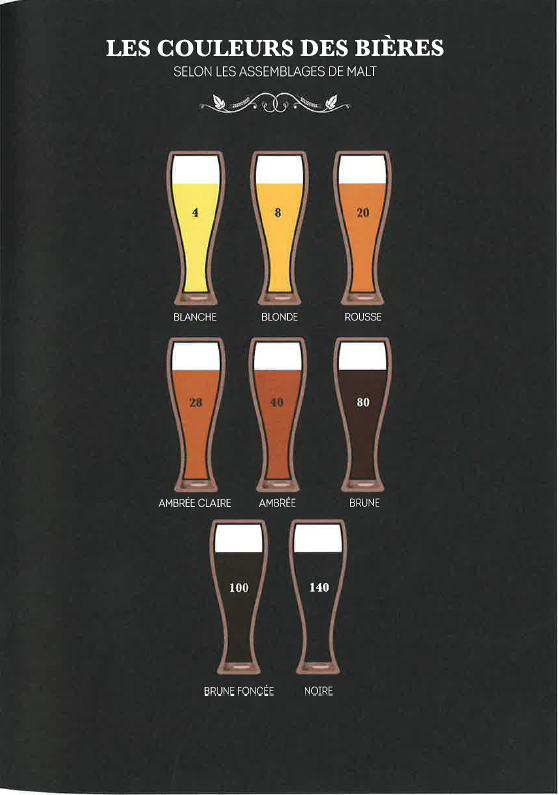 LES COULEURS DES BIÈRES
SELON LES ASSEMBLAGES DE MALT
4 8 20
BLANCHE BLONDE ROUSSE
28 40 80
AMBRÉE CLAIRE AMBRÉE BRUNE
100 140
BRUNE FONÇÉE NOIRE